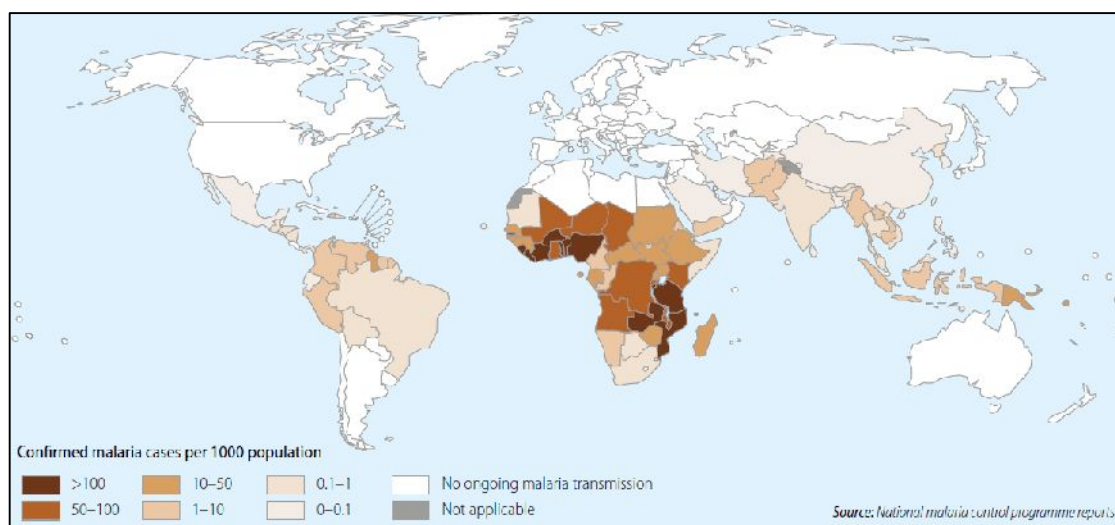 Confirmed malaria cases per 1000 population
>100 10–50 0.1–1 No ongoing malaria transmission
50–100 1–10 0–0.1 Not applicable
Source: National malaria control programme reports